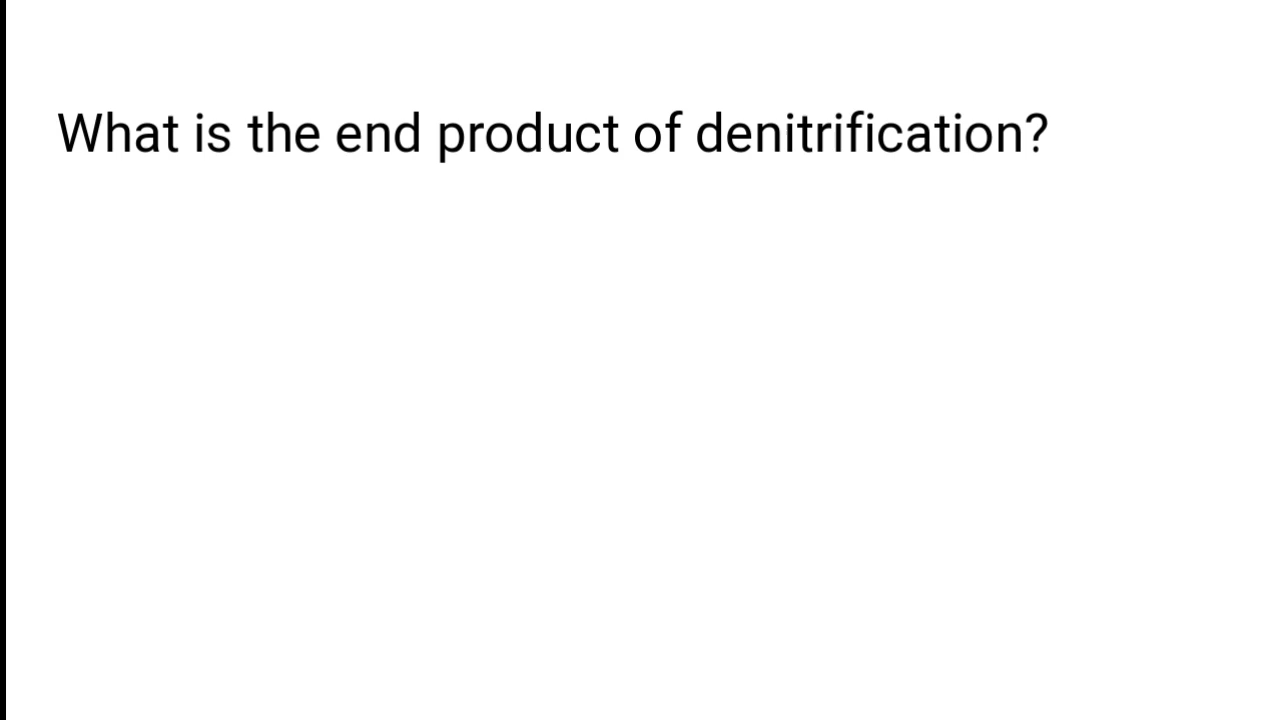 What is the end product of denitrification?